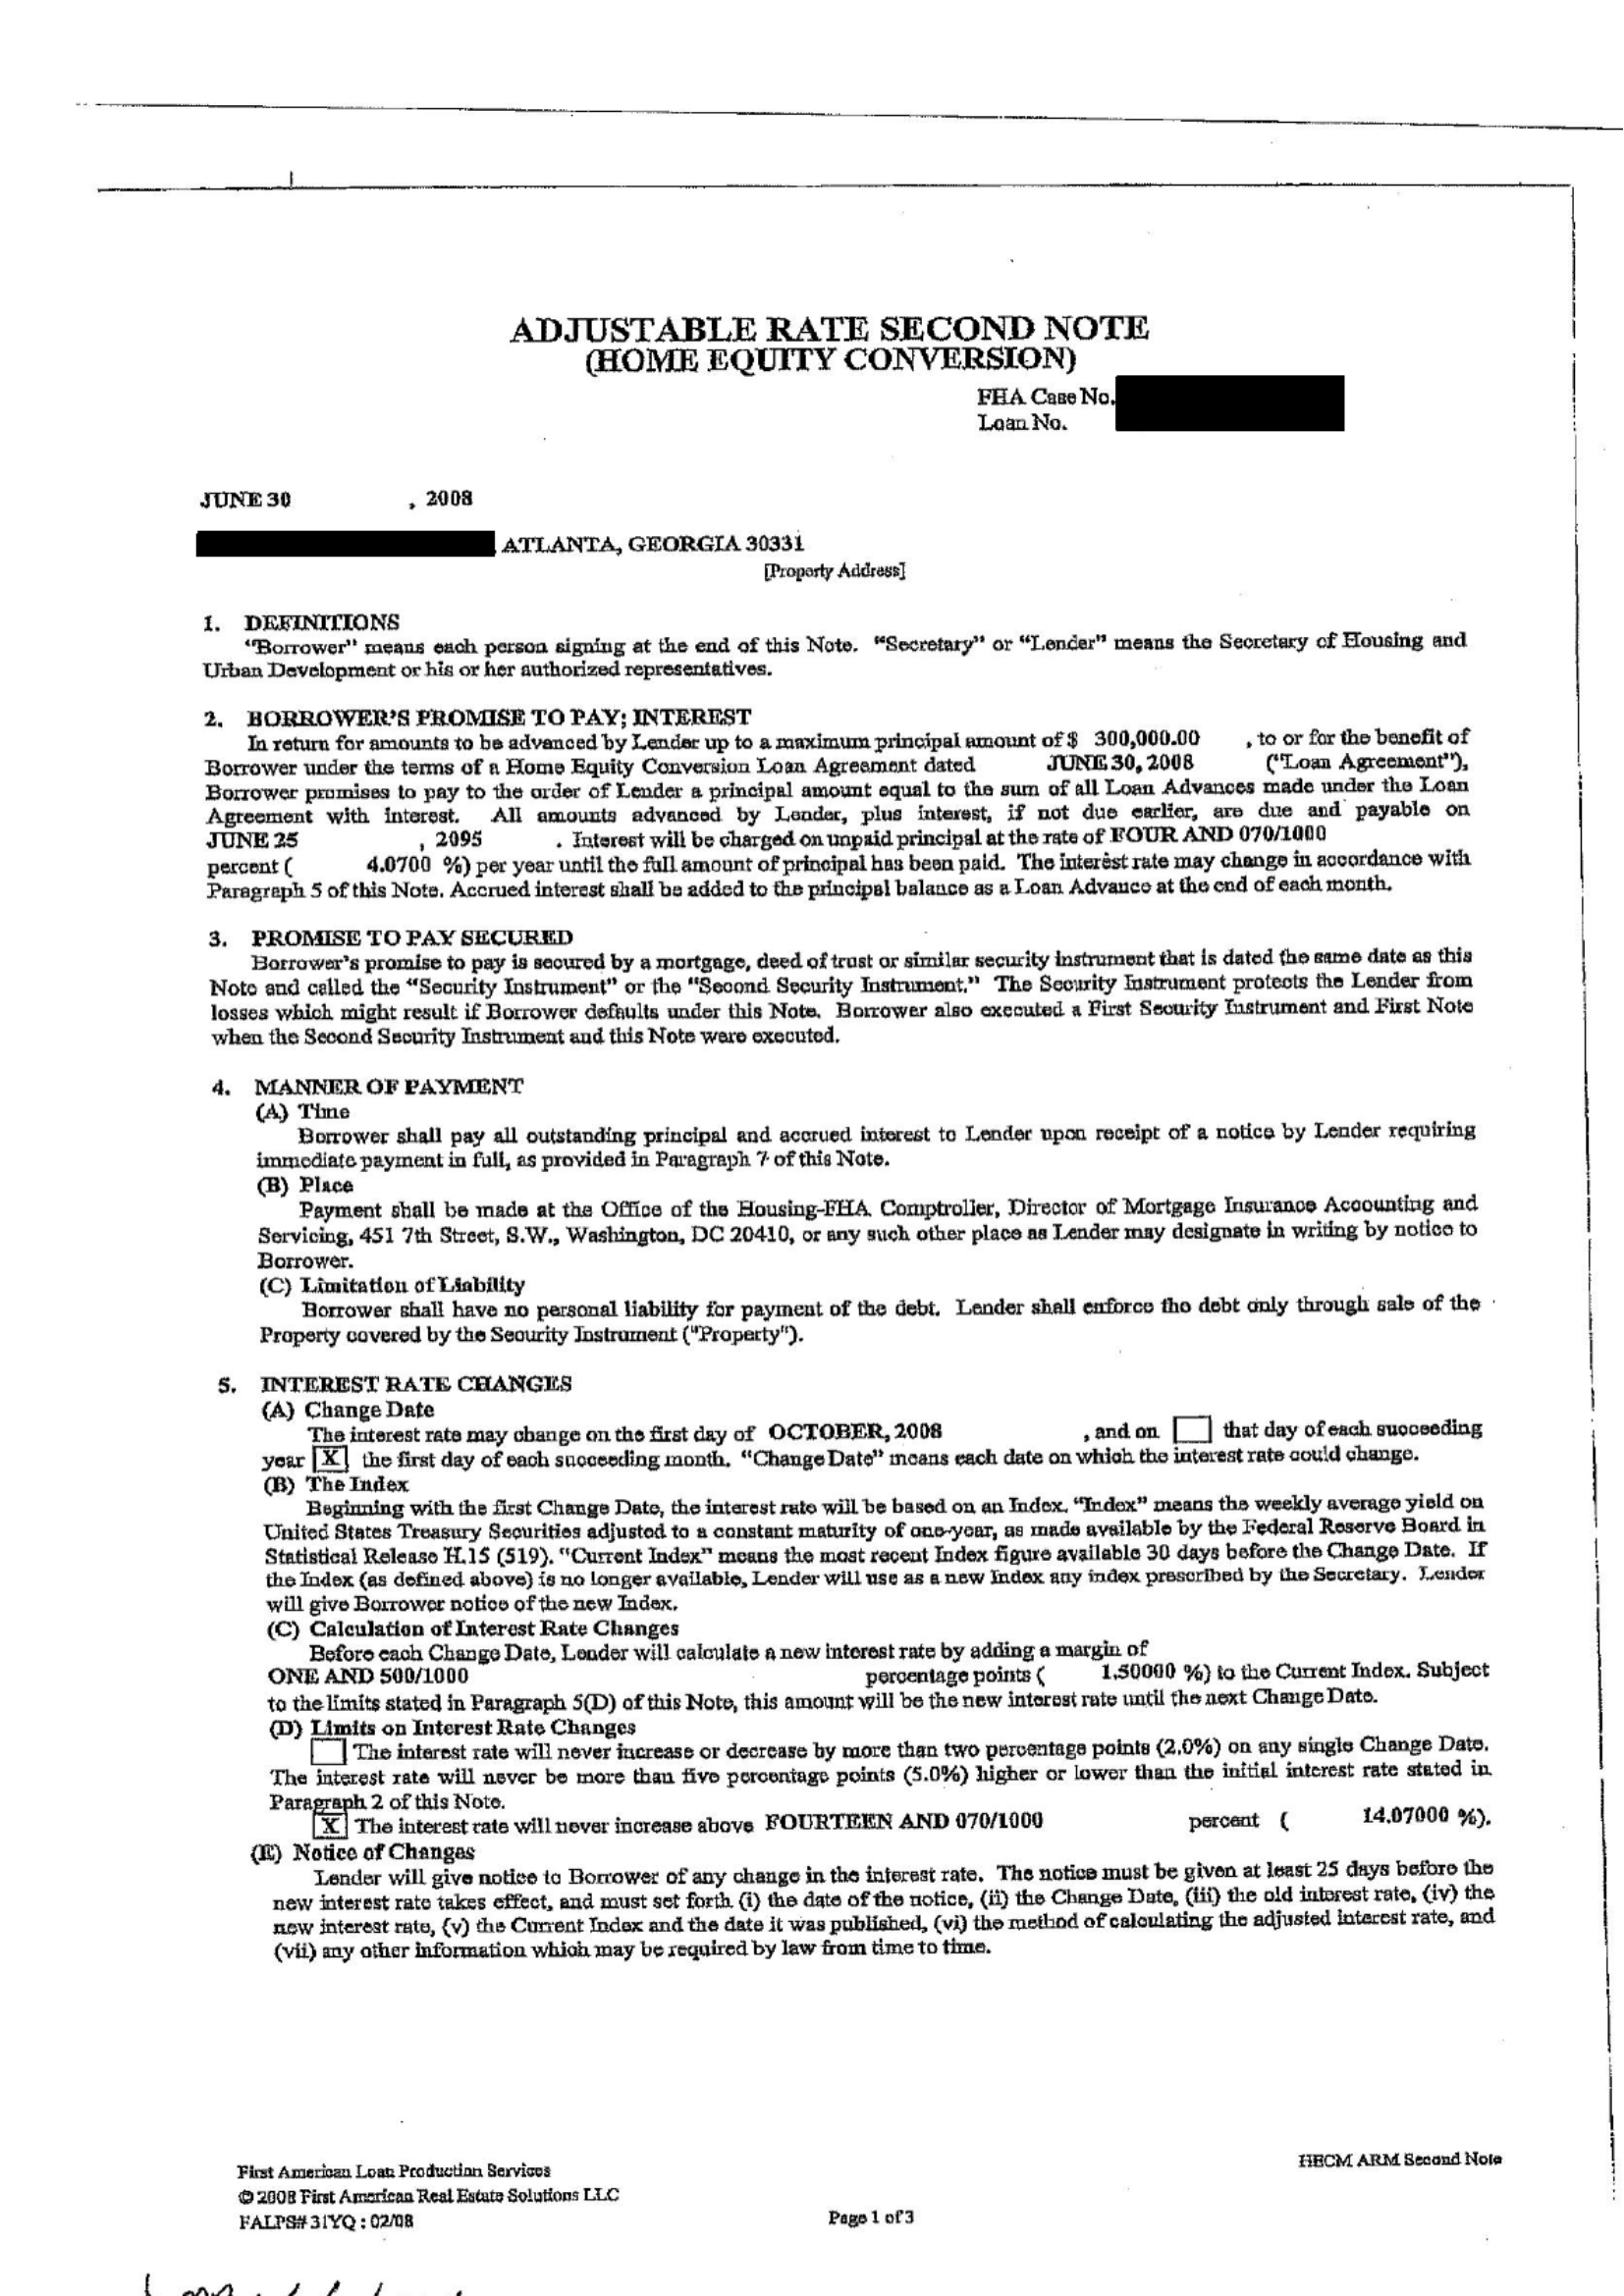 ADJUSTABLE RATE SECOND NOTE
(HOME EQUITY CONVERSION)
FHA Case No.
Loan No.
JUNE 30 , 2008
ATLANTA, GEORGIA 30331
[Property Address]
1. DEFINITIONS
"Borrower" means each person signing at the end of this Note. "Secretary" or "Lender" means the Secretary of Housing and
Urban Development or his or her authorized representatives.
2. BORROWER'S PROMISE TO PAY; INTEREST
In return for amounts to be advanced by Lender up to a maximum principal amount of $ 300,000.00 , to or for the benefit of
Borrower under the terms of a Home Equity Conversion Loan Agreement dated JUNE 30, 2008 ("Loan Agreement"),
Borrower promises to pay to the order of Lender a principal amount equal to the sum of all Loan Advances made under the Loan
Agreement with interest. All amounts advanced by Lender, plus interest, if not due earlier, are due and payable on
JUNE 25 , 2095 . Interest will be charged on unpaid principal at the rate of FOUR AND 070/1000
percent ( 4.0700 %) per year until the full amount of principal has been paid. The interest rate may change in accordance with
Paragraph 5 of this Note. Accrued interest shall be added to the principal balance as a Loan Advance at the end of each month.
3. PROMISE TO PAY SECURED
Borrower's promise to pay is secured by a mortgage, deed of trust or similar security instrument that is dated the same date as this
Note and called the "Security Instrument" or the "Second Security Instrument." The Security Instrument protects the Lender from
losses which might result if Borrower defaults under this Note. Borrower also executed a First Security Instrument and First Note
when the Second Security Instrument and this Note were executed.
4. MANNER OF PAYMENT
(A) Time
Borrower shall pay all outstanding principal and accrued interest to Lender upon receipt of a notice by Lender requiring
immediate payment in full, as provided in Paragraph 7 of this Note.
(B) Place
Payment shall be made at the Office of the Housing-FHA Comptroller, Director of Mortgage Insurance Accounting and
Servicing, 451 7th Street, S.W., Washington, DC 20410, or any such other place as Lender may designate in writing by notice to
Borrower.
(C) Limitation of Liability
Borrower shall have no personal liability for payment of the debt. Lender shall enforce the debt only through sale of the
Property covered by the Security Instrument ("Property").
5. INTEREST RATE CHANGES
(A) Change Date
The interest rate may change on the first day of OCTOBER, 2008 , and on that day of each succeeding
year X the first day of each succeeding month. "Change Date" means each date on which the interest rate could change.
(B) The Index
Beginning with the first Change Date, the interest rate will be based on an Index. "Index" means the weekly average yield on
United States Treasury Securities adjusted to a constant maturity of one-year, as made available by the Federal Reserve Board in
Statistical Release H.15 (519). "Current Index" means the most recent Index figure available 30 days before the Change Date. If
the Index (as defined above) is no longer available, Lender will use as a new Index any index prescribed by the Secretary. Lender
will give Borrower notice of the new Index.
(C) Calculation of Interest Rate Changes
Before each Change Date, Lender will calculate a new interest rate by adding a margin of
ONE AND 500/1000 percentage points ( 1.50000 %) to the Current Index. Subject
to the limits stated in Paragraph 5(D) of this Note, this amount will be the new interest rate until the next Change Date.
(D) Limits on Interest Rate Changes
The interest rate will never increase or decrease by more than two percentage points (2.0%) on any single Change Date.
The interest rate will never be more than five percentage points (5.0%) higher or lower than the initial interest rate stated in
Paragraph 2 of this Note.
X The interest rate will never increase above FOURTEEN AND 070/1000 percent ( 14.07000 %).
(E) Notice of Changes
Lender will give notice to Borrower of any change in the interest rate. The notice must be given at least 25 days before the
new interest rate takes effect, and must set forth (i) the date of the notice, (ii) the Change Date, (iii) the old interest rate, (iv) the
new interest rate, (v) the Current Index and the date it was published, (vi) the method of calculating the adjusted interest rate, and
(vii) any other information which may be required by law from time to time.
HECM ARM Second Note
First American Loan Production Services
© 2008 First American Real Estate Solutions LLC
FALPS# 31YQ : 02/08
Page 1 of 3